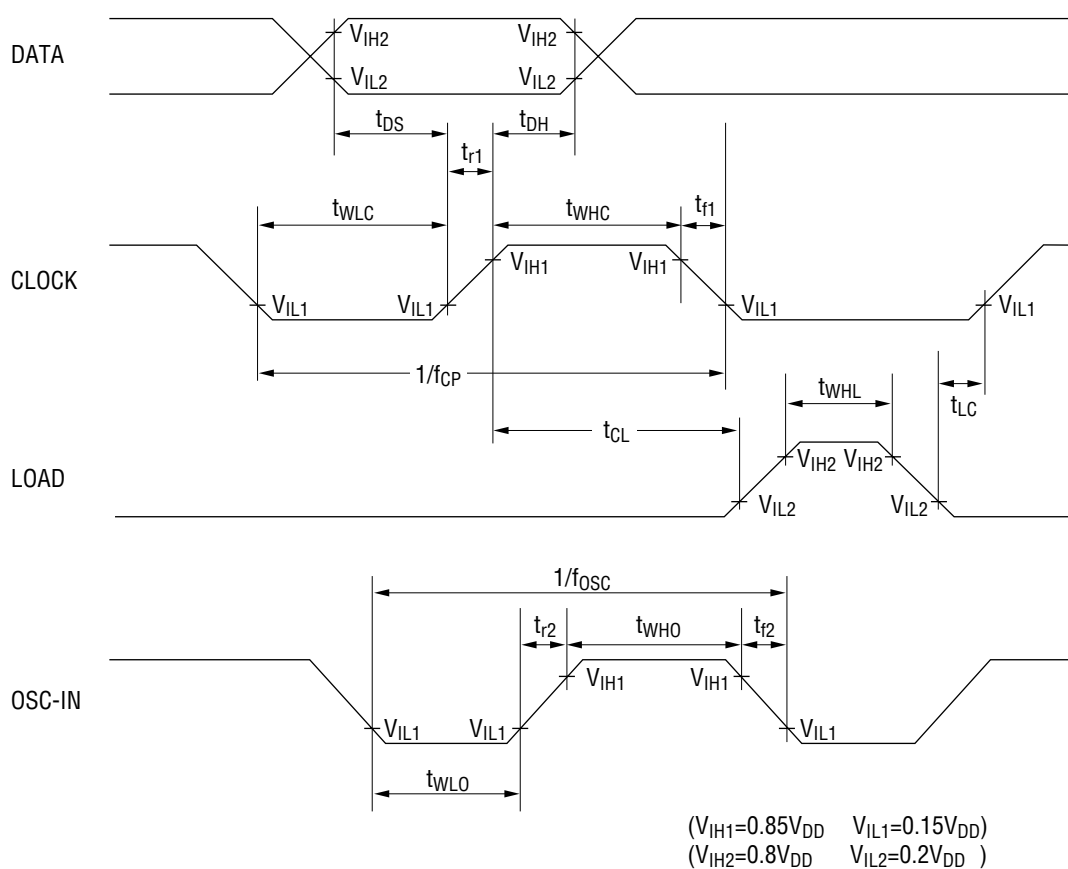 DATA
VIH2 VIH2
VIL2 VIL2
tDS tDH
tr1
tWLC tWHC tf1
CLOCK
VIH1 VIH1
VIL1 VIL1 VIL1 VIL1
1/fCP
tWHL
tLC
tCL
LOAD
VIH2 VIH2
VIL2 VIL2
1/fOSC
tr2 tWHO tf2
OSC-IN
VIH1 VIH1
VIL1 VIL1 VIL1
tWLO
(VIH1=0.85VDD VIL1=0.15VDD)
(VIH2=0.8VDD VIL2=0.2VDD )